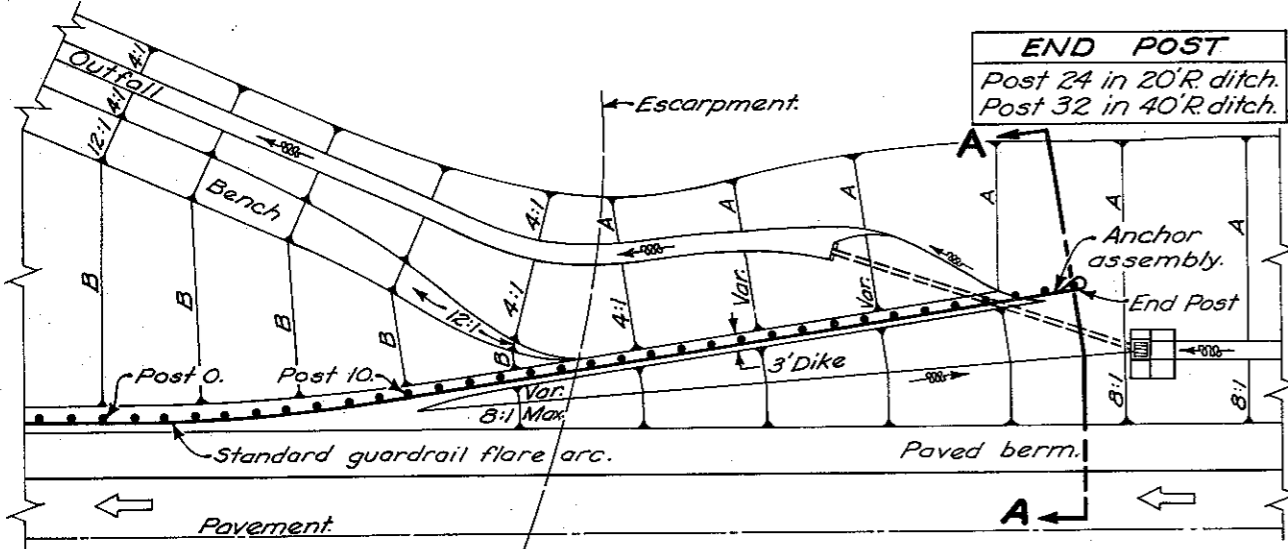 END POST
Post 24 in 20'R. ditch.
Post 32 in 40'R. ditch.
Outfall
4:1
4:1
12:1
Escarpment.
A
Bench
4:1
A
A
A
A
A
A
Anchor
assembly.
B
B
B
B
12:1
4:1
4:1
Var.
Var.
End Post
B
3' Dike
Post 0.
Post 10.
Var.
8:1 Max.
8:1
8:1
Standard guardrail flare arc.
Paved berm.
A
Pavement.